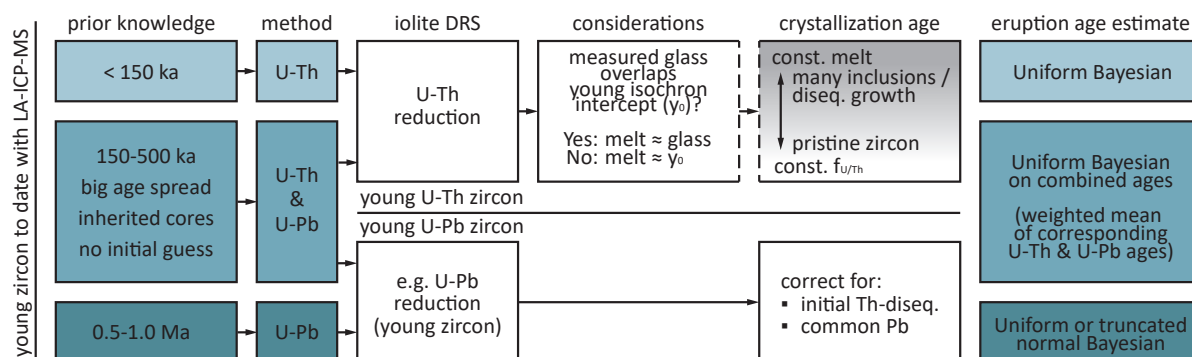 prior knowledge
method
iolite DRS
considerations
crystallization age
eruption age estimate
young zircon to date with LA-ICP-MS
< 150 ka
U-Th
U-Th
reduction
measured glass
overlaps
young isochron
intercept (y₀)?
Yes: melt ≈ glass
No: melt ≈ y₀
const. melt
many inclusions /
diseq. growth
pristine zircon
const. fU/Th
Uniform Bayesian
150-500 ka
big age spread
inherited cores
no initial guess
U-Th
&
U-Pb
young U-Th zircon
young U-Pb zircon
Uniform Bayesian
on combined ages
(weighted mean
of corresponding
U-Th & U-Pb ages)
0.5-1.0 Ma
U-Pb
e.g. U-Pb
reduction
(young zircon)
correct for:
▪ initial Th-diseq.
▪ common Pb
Uniform or truncated
normal Bayesian